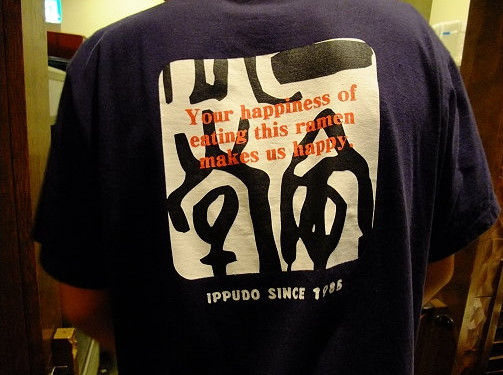 Your happiness of
eating this ramen
makes us happy.
IPPUDO SINCE 1985